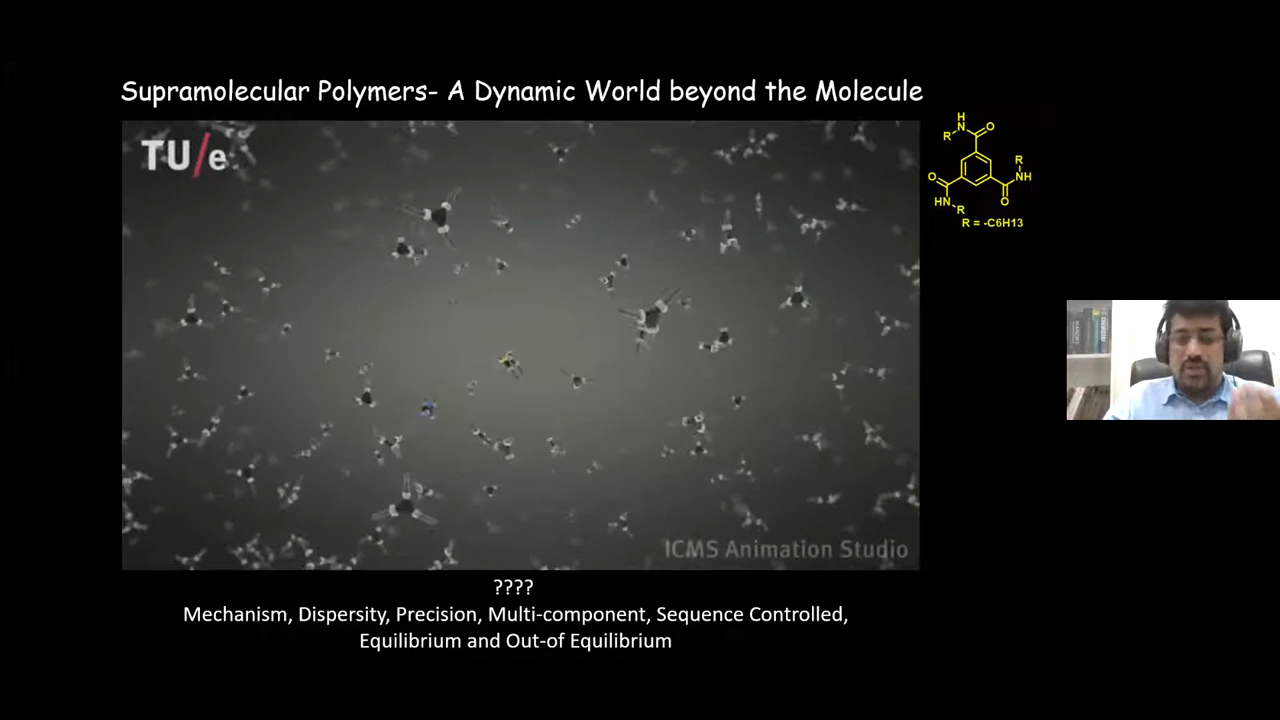 Supramolecular Polymers- A Dynamic World beyond the Molecule
TU/e
H
N
O
R
R
O
NH
HN
O
R
R = -C6H13
ICMS Animation Studio
????
Mechanism, Dispersity, Precision, Multi-component, Sequence Controlled,
Equilibrium and Out-of Equilibrium